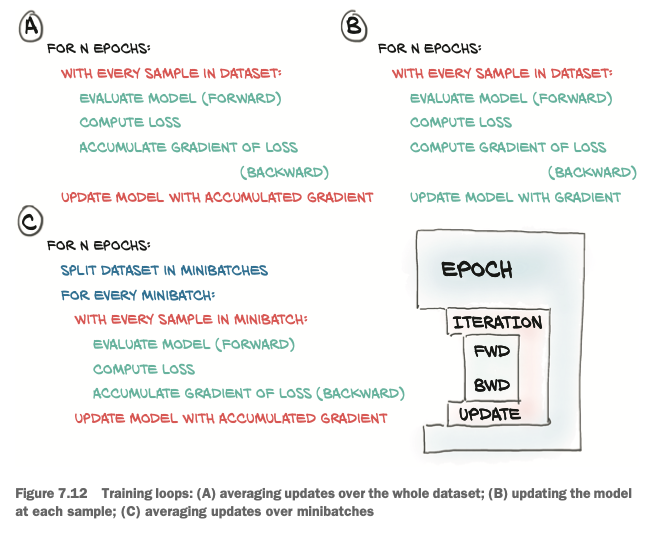 A
FOR N EPOCHS:
WITH EVERY SAMPLE IN DATASET:
EVALUATE MODEL (FORWARD)
COMPUTE LOSS
ACCUMULATE GRADIENT OF LOSS
(BACKWARD)
UPDATE MODEL WITH ACCUMULATED GRADIENT
B
FOR N EPOCHS:
WITH EVERY SAMPLE IN DATASET:
EVALUATE MODEL (FORWARD)
COMPUTE LOSS
COMPUTE GRADIENT OF LOSS
(BACKWARD)
UPDATE MODEL WITH GRADIENT
C
FOR N EPOCHS:
SPLIT DATASET IN MINIBATCHES
FOR EVERY MINIBATCH:
WITH EVERY SAMPLE IN MINIBATCH:
EVALUATE MODEL (FORWARD)
COMPUTE LOSS
ACCUMULATE GRADIENT OF LOSS (BACKWARD)
UPDATE MODEL WITH ACCUMULATED GRADIENT
EPOCH
ITERATION
FWD
BWD
UPDATE
Figure 7.12 Training loops: (A) averaging updates over the whole dataset; (B) updating the model
at each sample; (C) averaging updates over minibatches